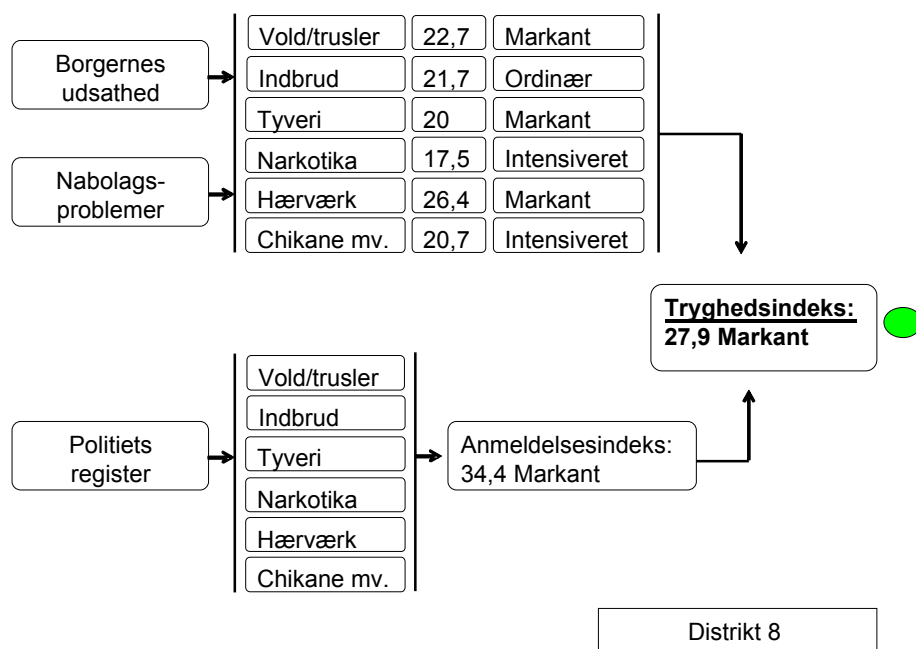 Borgernes
udsathed
Nabolags-
problemer
Vold/trusler 22,7 Markant
Indbrud 21,7 Ordinær
Tyveri 20 Markant
Narkotika 17,5 Intensiveret
Hærværk 26,4 Markant
Chikane mv. 20,7 Intensiveret
Tryghedsindeks:
27,9 Markant
Politiets
register
Vold/trusler
Indbrud
Tyveri
Narkotika
Hærværk
Chikane mv.
Anmeldelsesindeks:
34,4 Markant
Distrikt 8